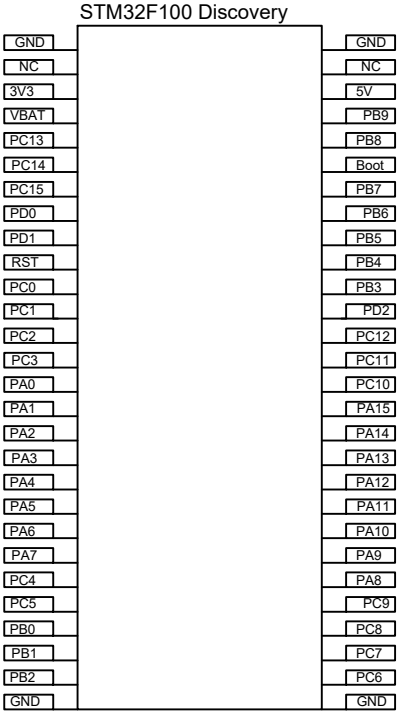 STM32F100 Discovery
GND GND
NC NC
3V3 5V
VBAT PB9
PC13 PB8
PC14 Boot
PC15 PB7
PD0 PB6
PD1 PB5
RST PB4
PC0 PB3
PC1 PD2
PC2 PC12
PC3 PC11
PA0 PC10
PA1 PA15
PA2 PA14
PA3 PA13
PA4 PA12
PA5 PA11
PA6 PA10
PA7 PA9
PC4 PA8
PC5 PC9
PB0 PC8
PB1 PC7
PB2 PC6
GND GND